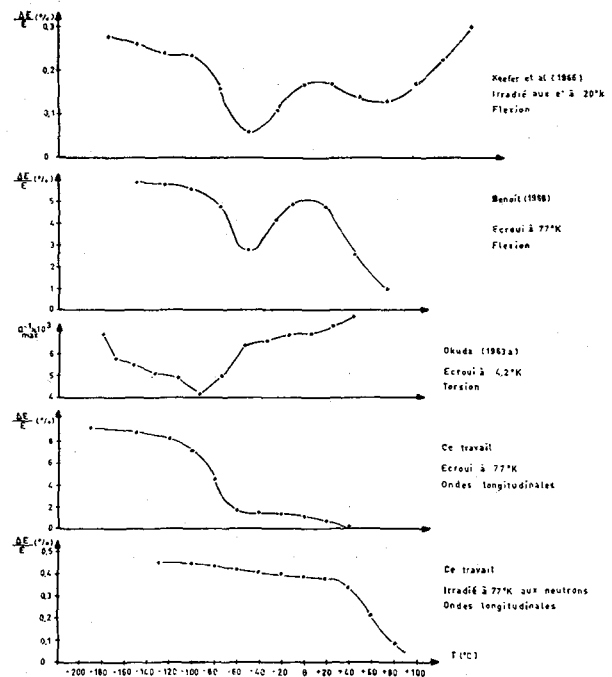 ΔE/E (°/o)
0,3
0,2
0,1
0
Keefer et al (1966)
Irradié aux e⁻ à 20°k
Flexion
ΔE/E (°/o)
5
4
3
2
1
0
Benoit (1968)
Ecroui à 77°K
Flexion
Q⁻¹max x10³
7
6
5
4
Okuda (1963a)
Ecroui à 4,2°K
Torsion
ΔE/E (°/o)
8
6
4
2
0
Ce travail
Ecroui à 77°K
Ondes longitudinales
ΔE/E (°/o)
0,5
0,4
0,3
0,2
0,1
0
Ce travail
Irradié à 77°K aux neutrons
Ondes longitudinales
-200 -180 -160 -140 -120 -100 -80 -60 -40 -20 0 +20 +40 +60 +80 +100 T (°C)